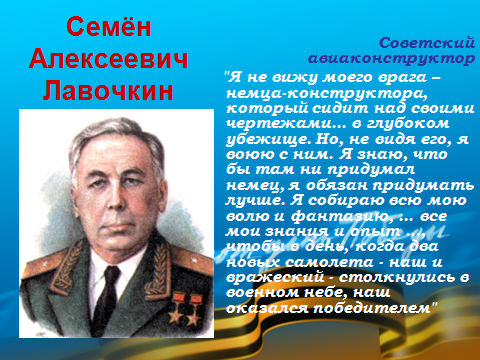 Семён
Алексеевич
Лавочкин
Советский
авиаконструктор
"Я не вижу моего врага –
немца-конструктора,
который сидит над своими
чертежами... в глубоком
убежище. Но, не видя его, я
воюю с ним. Я знаю, что
бы там ни придумал
немец, я обязан придумать
лучше. Я собираю всю мою
волю и фантазию, ... все
мои знания и опыт ...,
чтобы в день, когда два
новых самолета - наш и
вражеский - столкнулись в
военном небе, наш
оказался победителем"